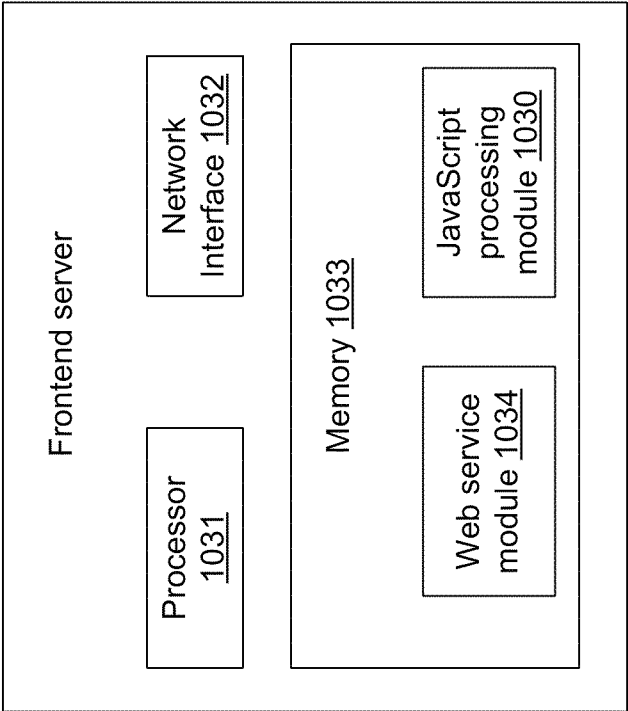 Frontend server
Processor
1031
Network
Interface 1032
Memory 1033
Web service
module 1034
JavaScript
processing
module 1030